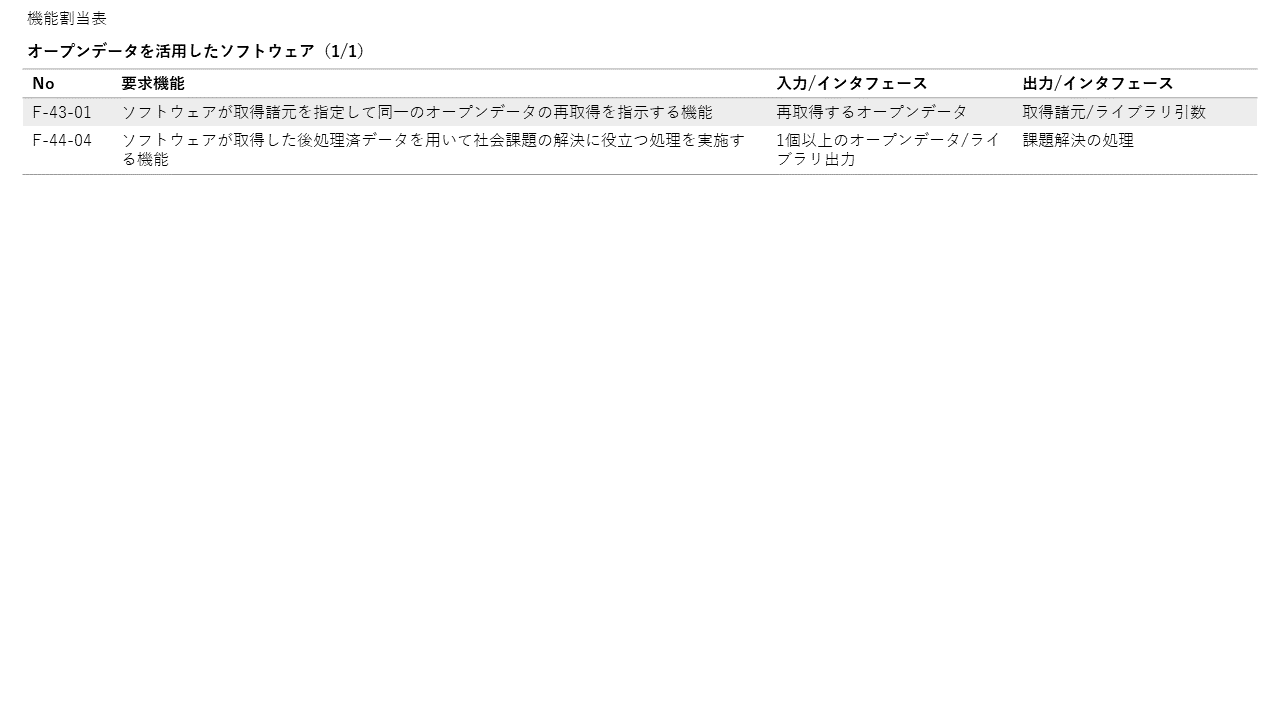 機能割当表
オープンデータを活用したソフトウェア（1/1）
No 要求機能 入力/インタフェース 出力/インタフェース
F-43-01 ソフトウェアが取得諸元を指定して同一のオープンデータの再取得を指示する機能 再取得するオープンデータ 取得諸元/ライブラリ引数
F-44-04 ソフトウェアが取得した後処理済データを用いて社会課題の解決に役立つ処理を実施す 1個以上のオープンデータ/ライ 課題解決の処理
る機能 ブラリ出力